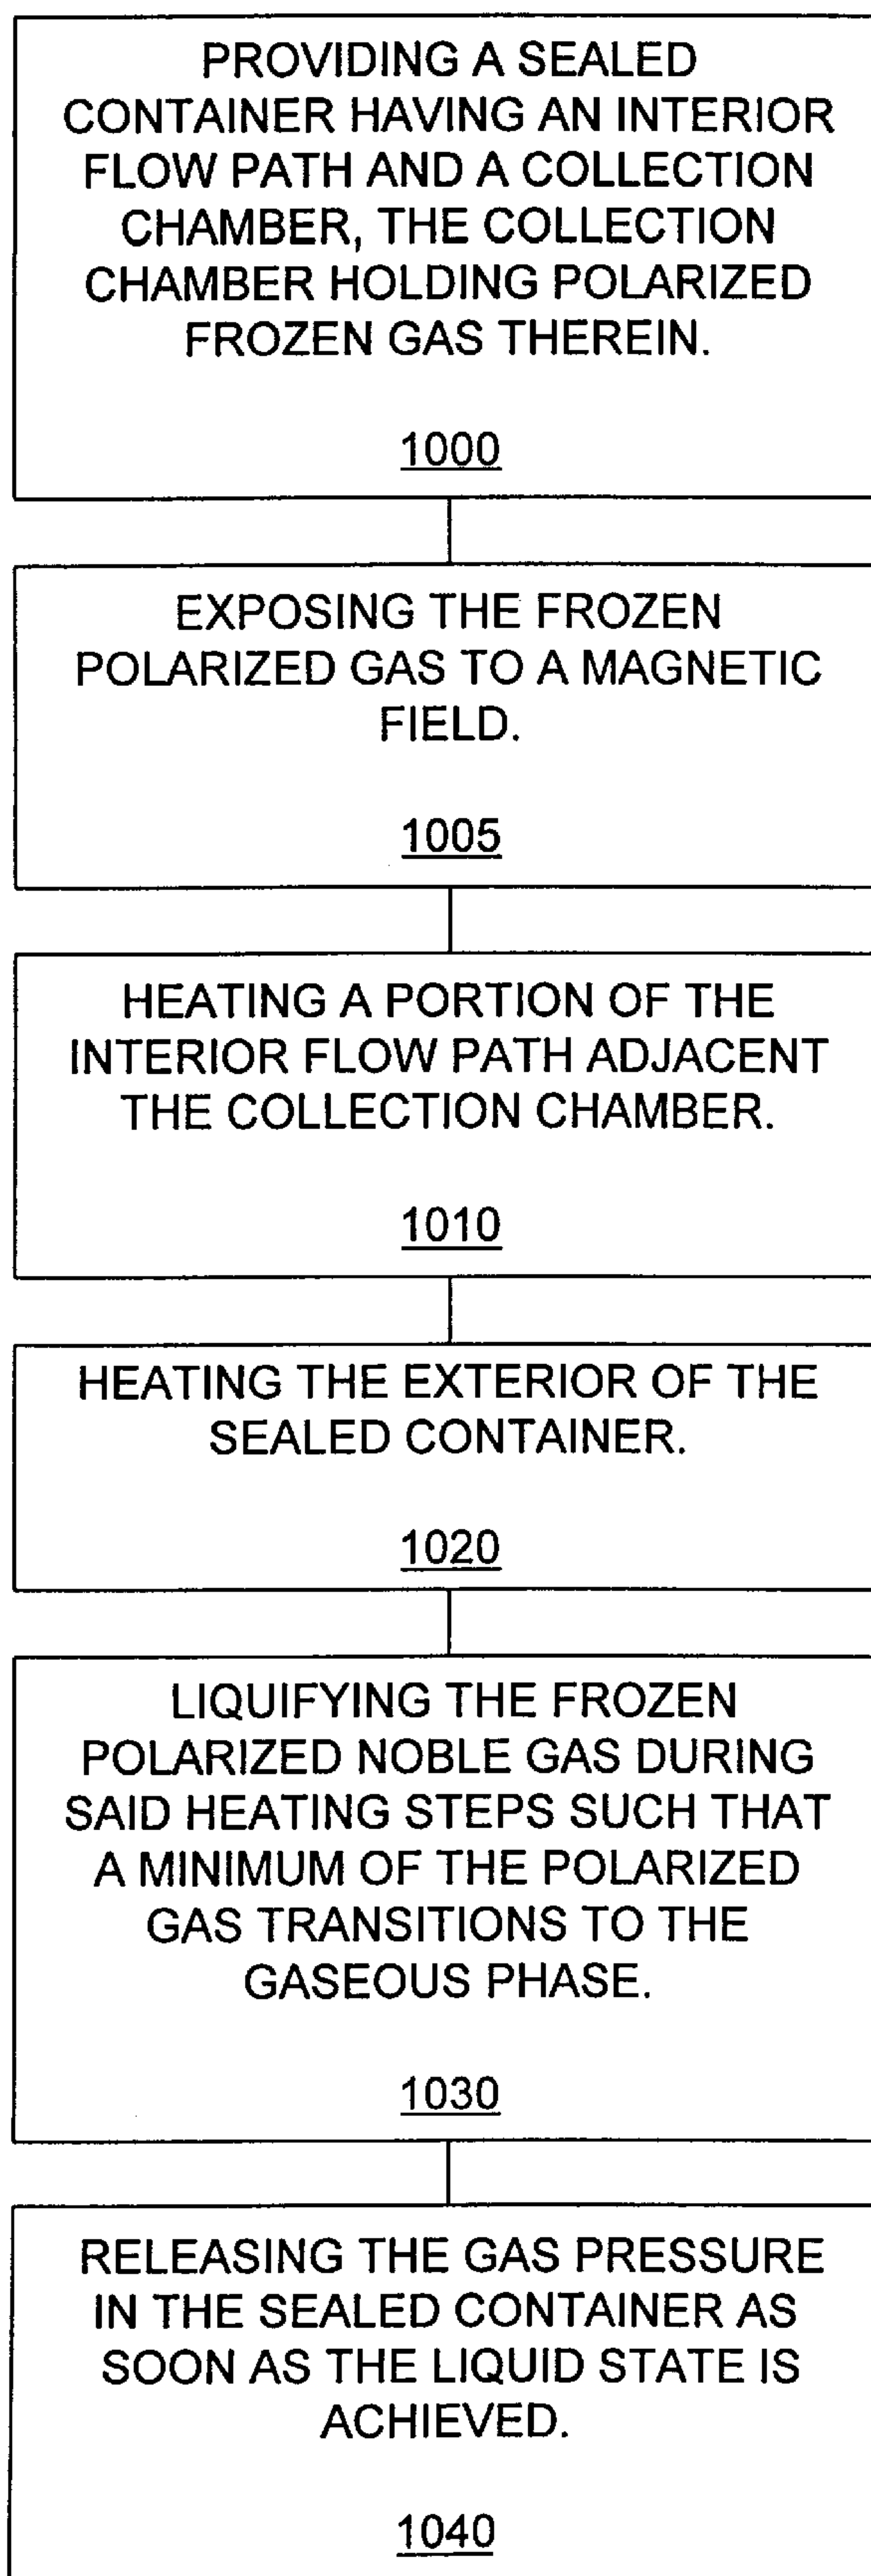 PROVIDING A SEALED
CONTAINER HAVING AN INTERIOR
FLOW PATH AND A COLLECTION
CHAMBER, THE COLLECTION
CHAMBER HOLDING POLARIZED
FROZEN GAS THEREIN.
1000
EXPOSING THE FROZEN
POLARIZED GAS TO A MAGNETIC
FIELD.
1005
HEATING A PORTION OF THE
INTERIOR FLOW PATH ADJACENT
THE COLLECTION CHAMBER.
1010
HEATING THE EXTERIOR OF THE
SEALED CONTAINER.
1020
LIQUIFYING THE FROZEN
POLARIZED NOBLE GAS DURING
SAID HEATING STEPS SUCH THAT
A MINIMUM OF THE POLARIZED
GAS TRANSITIONS TO THE
GASEOUS PHASE.
1030
RELEASING THE GAS PRESSURE
IN THE SEALED CONTAINER AS
SOON AS THE LIQUID STATE IS
ACHIEVED.
1040